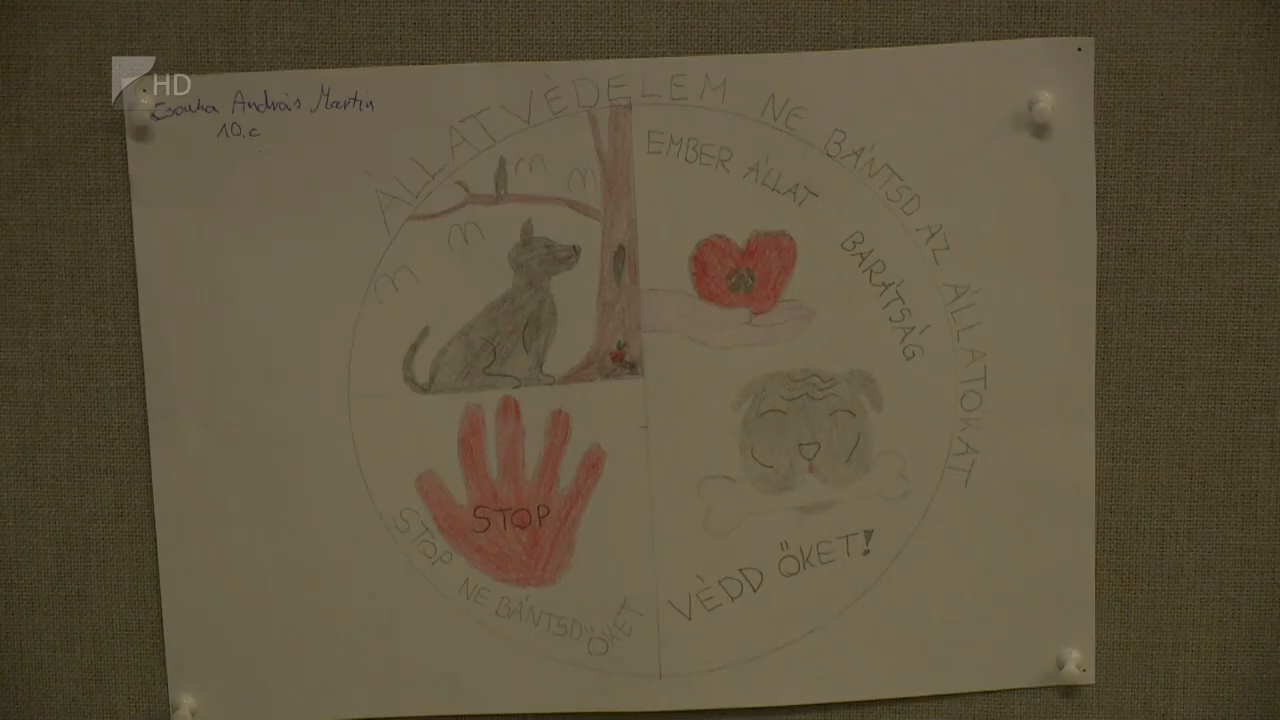 HD
András Martin
10.c
ÁLLATVÉDELEM NE BÁNTSD AZ ÁLLATOKAT
EMBER ÁLLAT
BARÁTSÁG
STOP
STOP NE BÁNTSD ŐKET
VÉDD ŐKET!